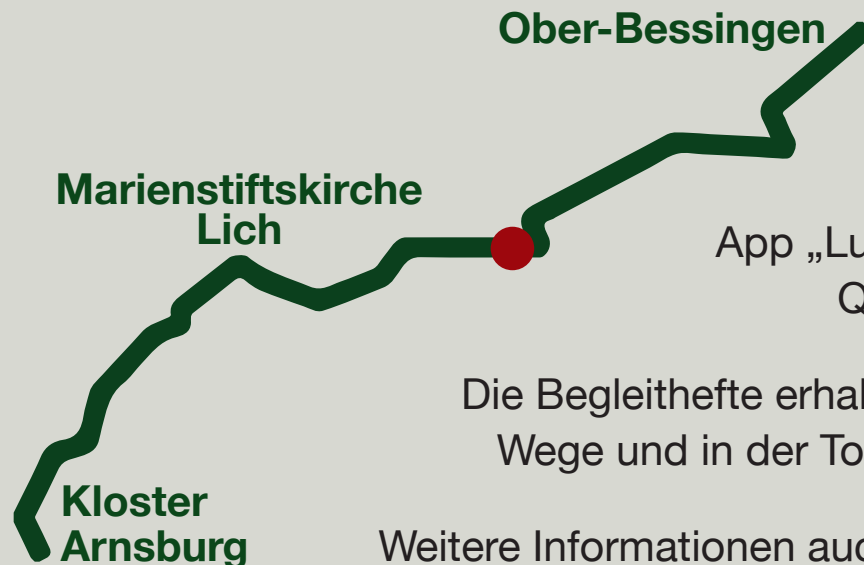 Ober-Bessingen
Marienstiftskirche
Lich
App „Lu
Q
Die Begleithefte erhal
Wege und in der To
Kloster
Arnsburg
Weitere Informationen auc